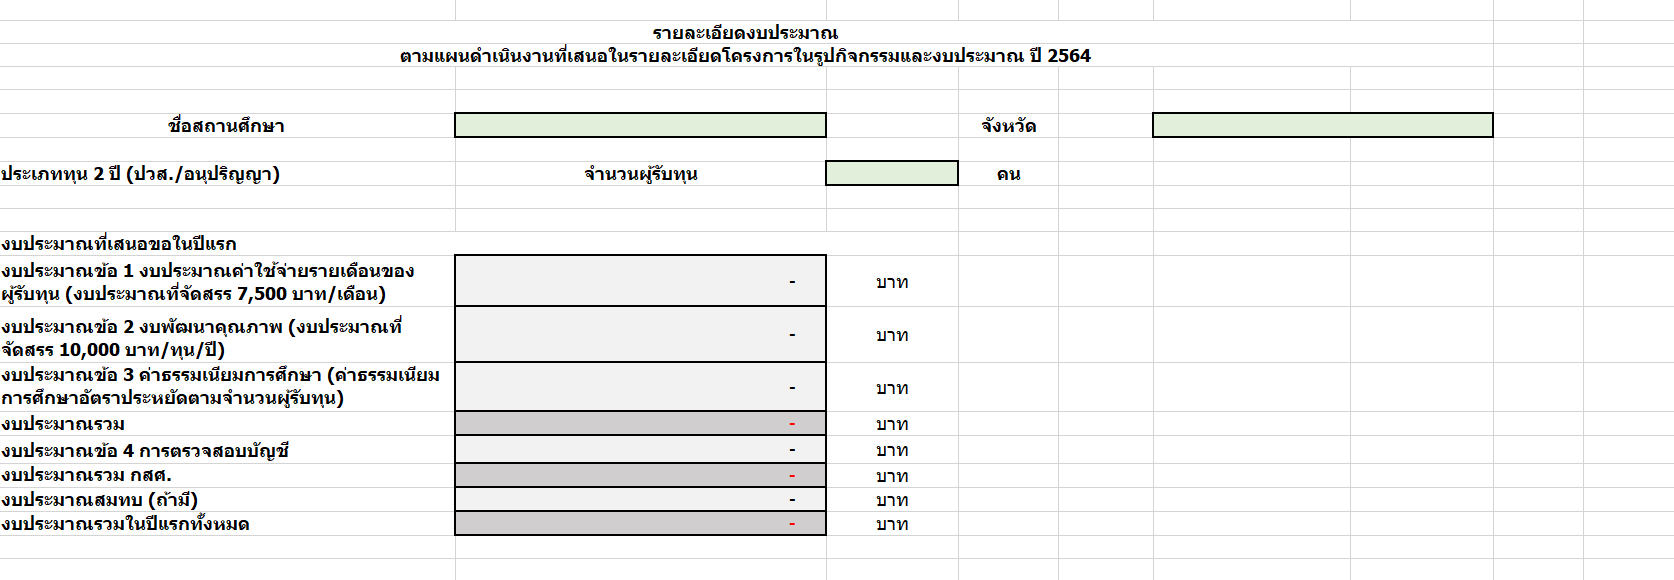 รายละเอียดงบประมาณ
ตามแผนดำเนินงานที่เสนอในรายละเอียดโครงการในรูปกิจกรรมและงบประมาณ ปี 2564
ชื่อสถานศึกษา จังหวัด
ประเภททุน 2 ปี (ปวส./อนุปริญญา) จำนวนผู้รับทุน คน
งบประมาณที่เสนอขอในปีแรก
งบประมาณข้อ 1 งบประมาณค่าใช้จ่ายรายเดือนของ
ผู้รับทุน (งบประมาณที่จัดสรร 7,500 บาท/เดือน) - บาท
งบประมาณข้อ 2 งบพัฒนาคุณภาพ (งบประมาณที่
จัดสรร 10,000 บาท/ทุน/ปี) - บาท
งบประมาณข้อ 3 ค่าธรรมเนียมการศึกษา (ค่าธรรมเนียม
การศึกษาอัตราประหยัดตามจำนวนผู้รับทุน) - บาท
งบประมาณรวม - บาท
งบประมาณข้อ 4 การตรวจสอบบัญชี - บาท
งบประมาณรวม กสศ. - บาท
งบประมาณสมทบ (ถ้ามี) - บาท
งบประมาณรวมในปีแรกทั้งหมด - บาท